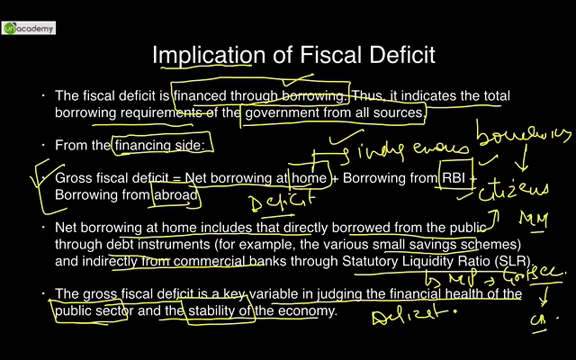 unacademy
Implication of Fiscal Deficit
• The fiscal deficit is financed through borrowing. Thus, it indicates the total
borrowing requirements of the government from all sources.
• From the financing side:
• Gross fiscal deficit = Net borrowing at home + Borrowing from RBI +
Borrowing from abroad
• Net borrowing at home includes that directly borrowed from the public
through debt instruments (for example, the various small savings schemes)
and indirectly from commercial banks through Statutory Liquidity Ratio (SLR).
• The gross fiscal deficit is a key variable in judging the financial health of the
public sector and the stability of the economy.
citizens
Deficit